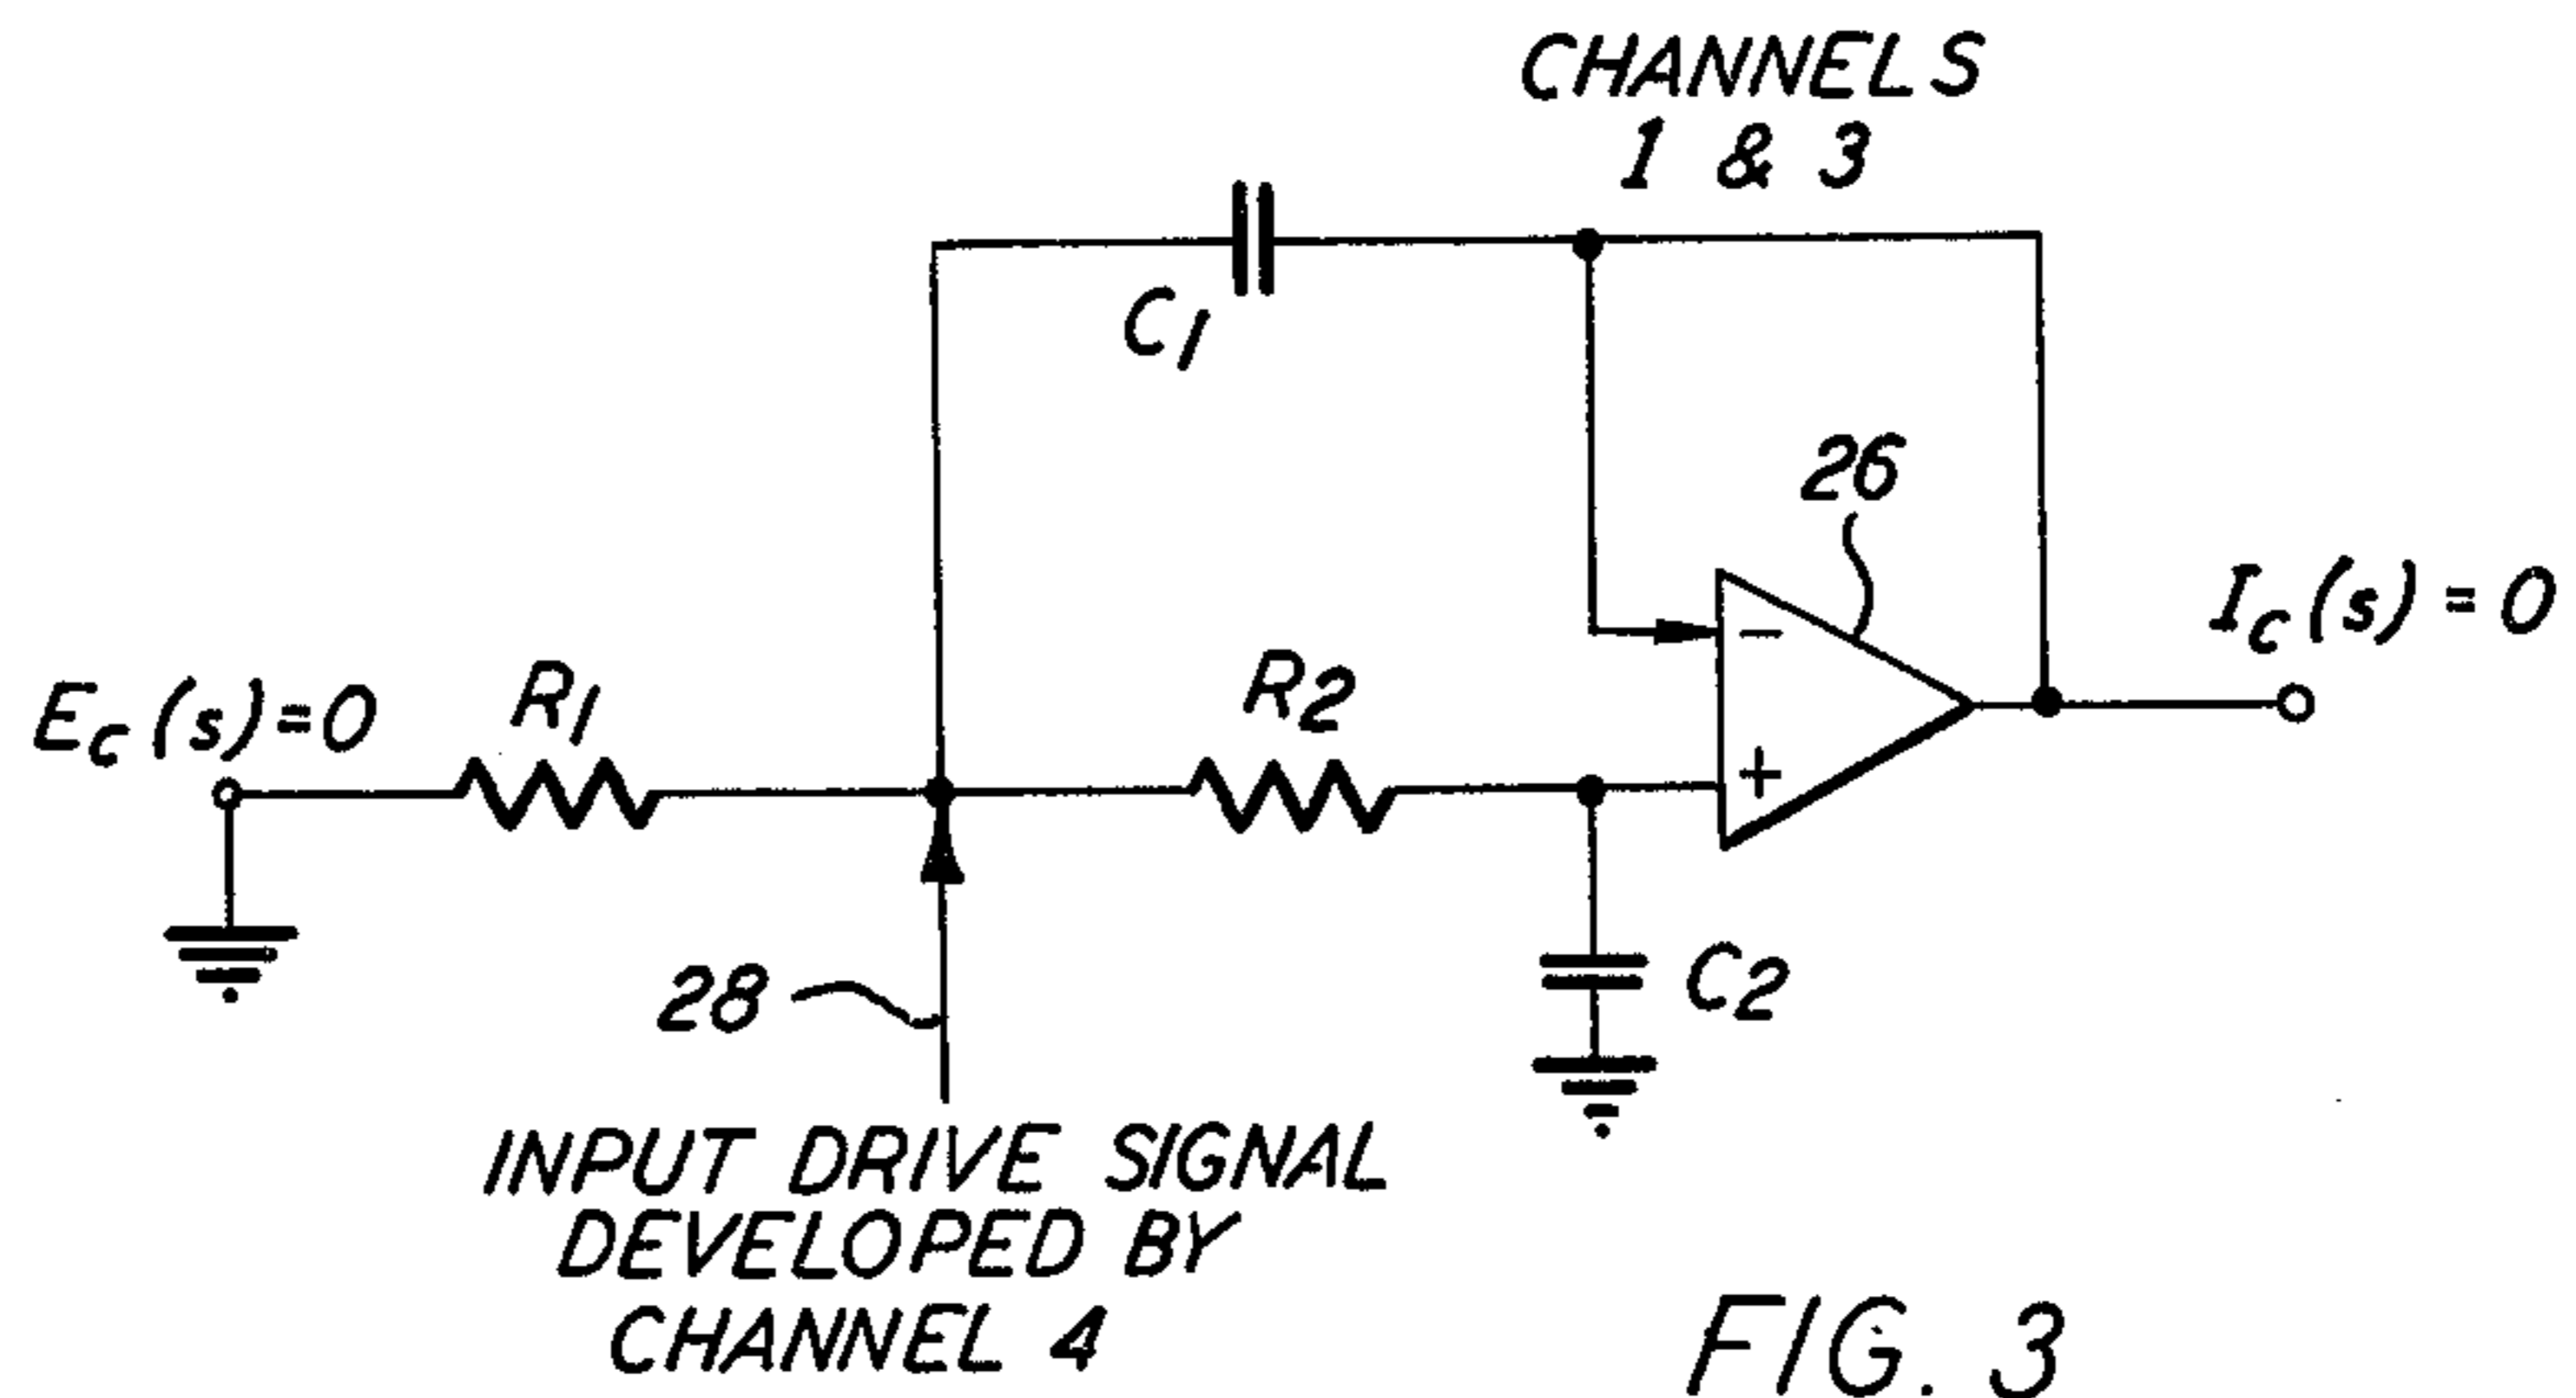 CHANNELS
1 & 3
C1
26
Ic(s) = 0
Ec(s)=0
R1
R2
-
+
28
C2
INPUT DRIVE SIGNAL
DEVELOPED BY
CHANNEL 4
FIG. 3